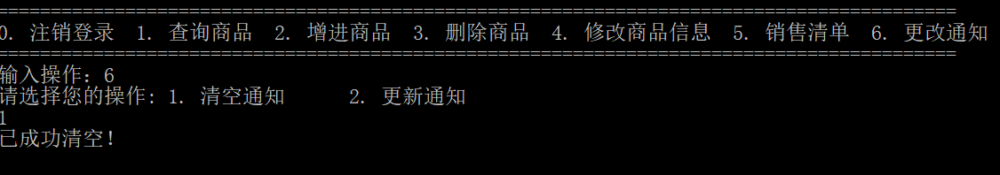 ==========================================================================================
0. 注销登录  1. 查询商品  2. 增进商品  3. 删除商品  4. 修改商品信息  5. 销售清单  6. 更改通知
==========================================================================================
输入操作：6
请选择您的操作: 1. 清空通知      2. 更新通知
1
已成功清空！